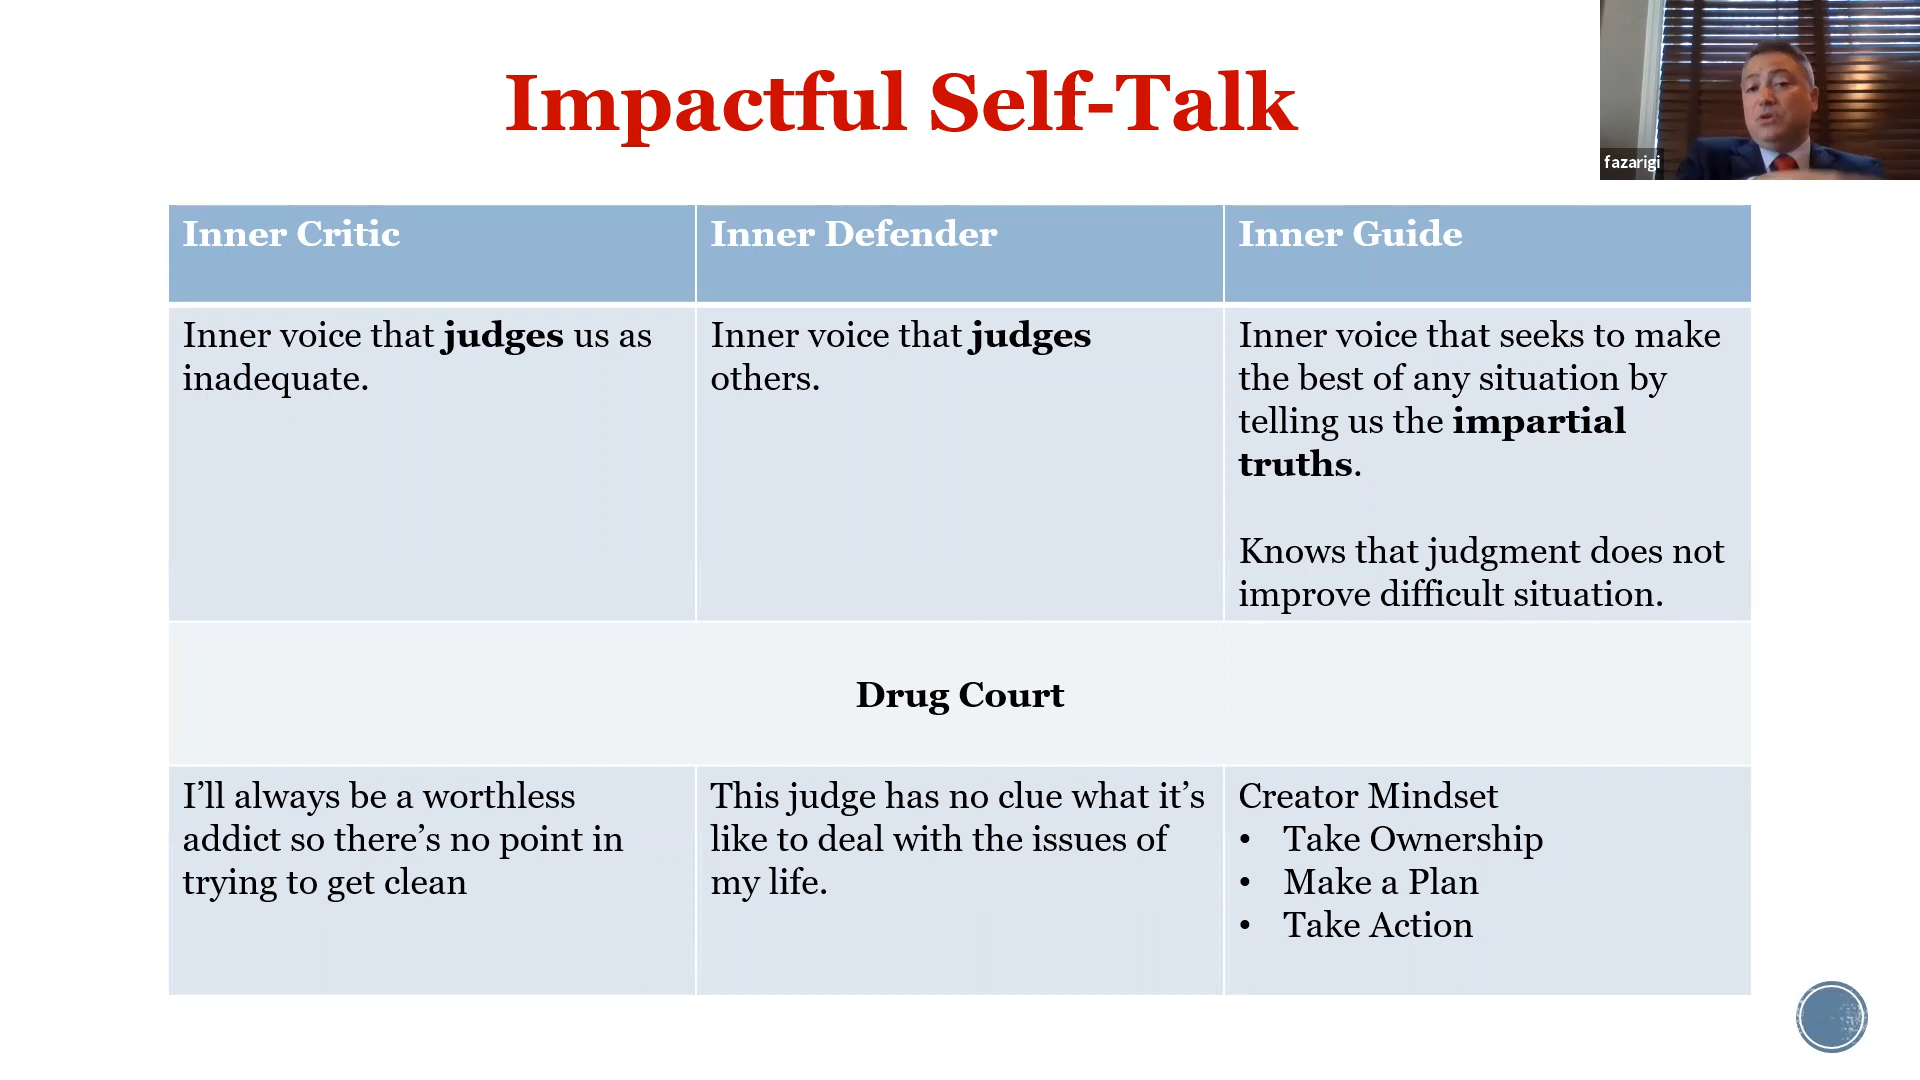 Impactful Self-Talk
fazarigi
Inner Critic
Inner Defender
Inner Guide
Inner voice that judges us as
inadequate.
Inner voice that judges
others.
Inner voice that seeks to make
the best of any situation by
telling us the impartial
truths.
Knows that judgment does not
improve difficult situation.
Drug Court
I’ll always be a worthless
addict so there’s no point in
trying to get clean
This judge has no clue what it’s
like to deal with the issues of
my life.
Creator Mindset
• Take Ownership
• Make a Plan
• Take Action